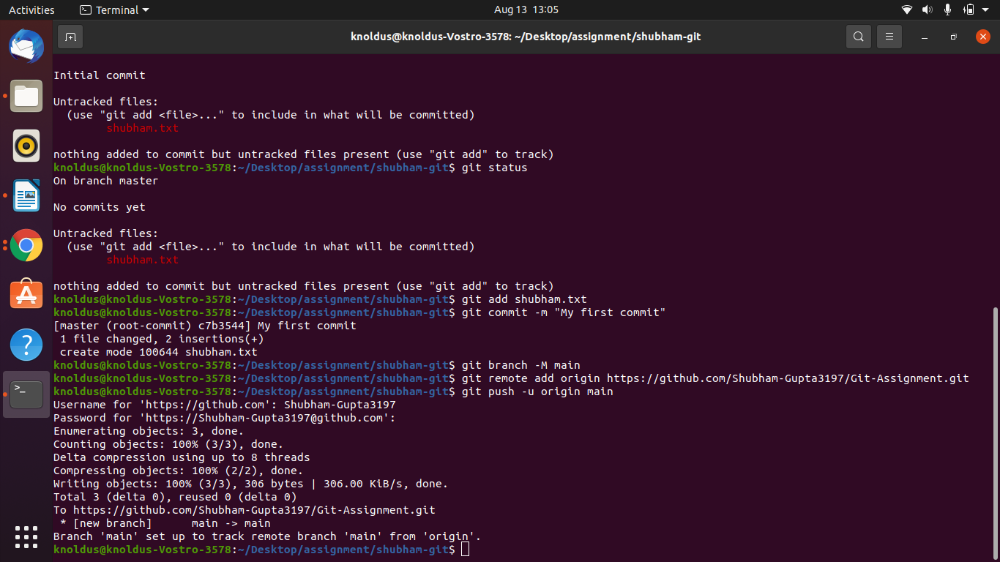 Activities Terminal Aug 13 13:05
knoldus@knoldus-Vostro-3578: ~/Desktop/assignment/shubham-git
Initial commit
Untracked files:
(use "git add <file>..." to include in what will be committed)
shubham.txt
nothing added to commit but untracked files present (use "git add" to track)
knoldus@knoldus-Vostro-3578:~/Desktop/assignment/shubham-git$ git status
On branch master
No commits yet
Untracked files:
(use "git add <file>..." to include in what will be committed)
shubham.txt
nothing added to commit but untracked files present (use "git add" to track)
knoldus@knoldus-Vostro-3578:~/Desktop/assignment/shubham-git$ git add shubham.txt
knoldus@knoldus-Vostro-3578:~/Desktop/assignment/shubham-git$ git commit -m "My first commit"
[master (root-commit) c7b3544] My first commit
1 file changed, 2 insertions(+)
create mode 100644 shubham.txt
knoldus@knoldus-Vostro-3578:~/Desktop/assignment/shubham-git$ git branch -M main
knoldus@knoldus-Vostro-3578:~/Desktop/assignment/shubham-git$ git remote add origin https://github.com/Shubham-Gupta3197/Git-Assignment.git
knoldus@knoldus-Vostro-3578:~/Desktop/assignment/shubham-git$ git push -u origin main
Username for 'https://github.com': Shubham-Gupta3197
Password for 'https://Shubham-Gupta3197@github.com':
Enumerating objects: 3, done.
Counting objects: 100% (3/3), done.
Delta compression using up to 8 threads
Compressing objects: 100% (2/2), done.
Writing objects: 100% (3/3), 306 bytes | 306.00 KiB/s, done.
Total 3 (delta 0), reused 0 (delta 0)
To https://github.com/Shubham-Gupta3197/Git-Assignment.git
* [new branch] main -> main
Branch 'main' set up to track remote branch 'main' from 'origin'.
knoldus@knoldus-Vostro-3578:~/Desktop/assignment/shubham-git$